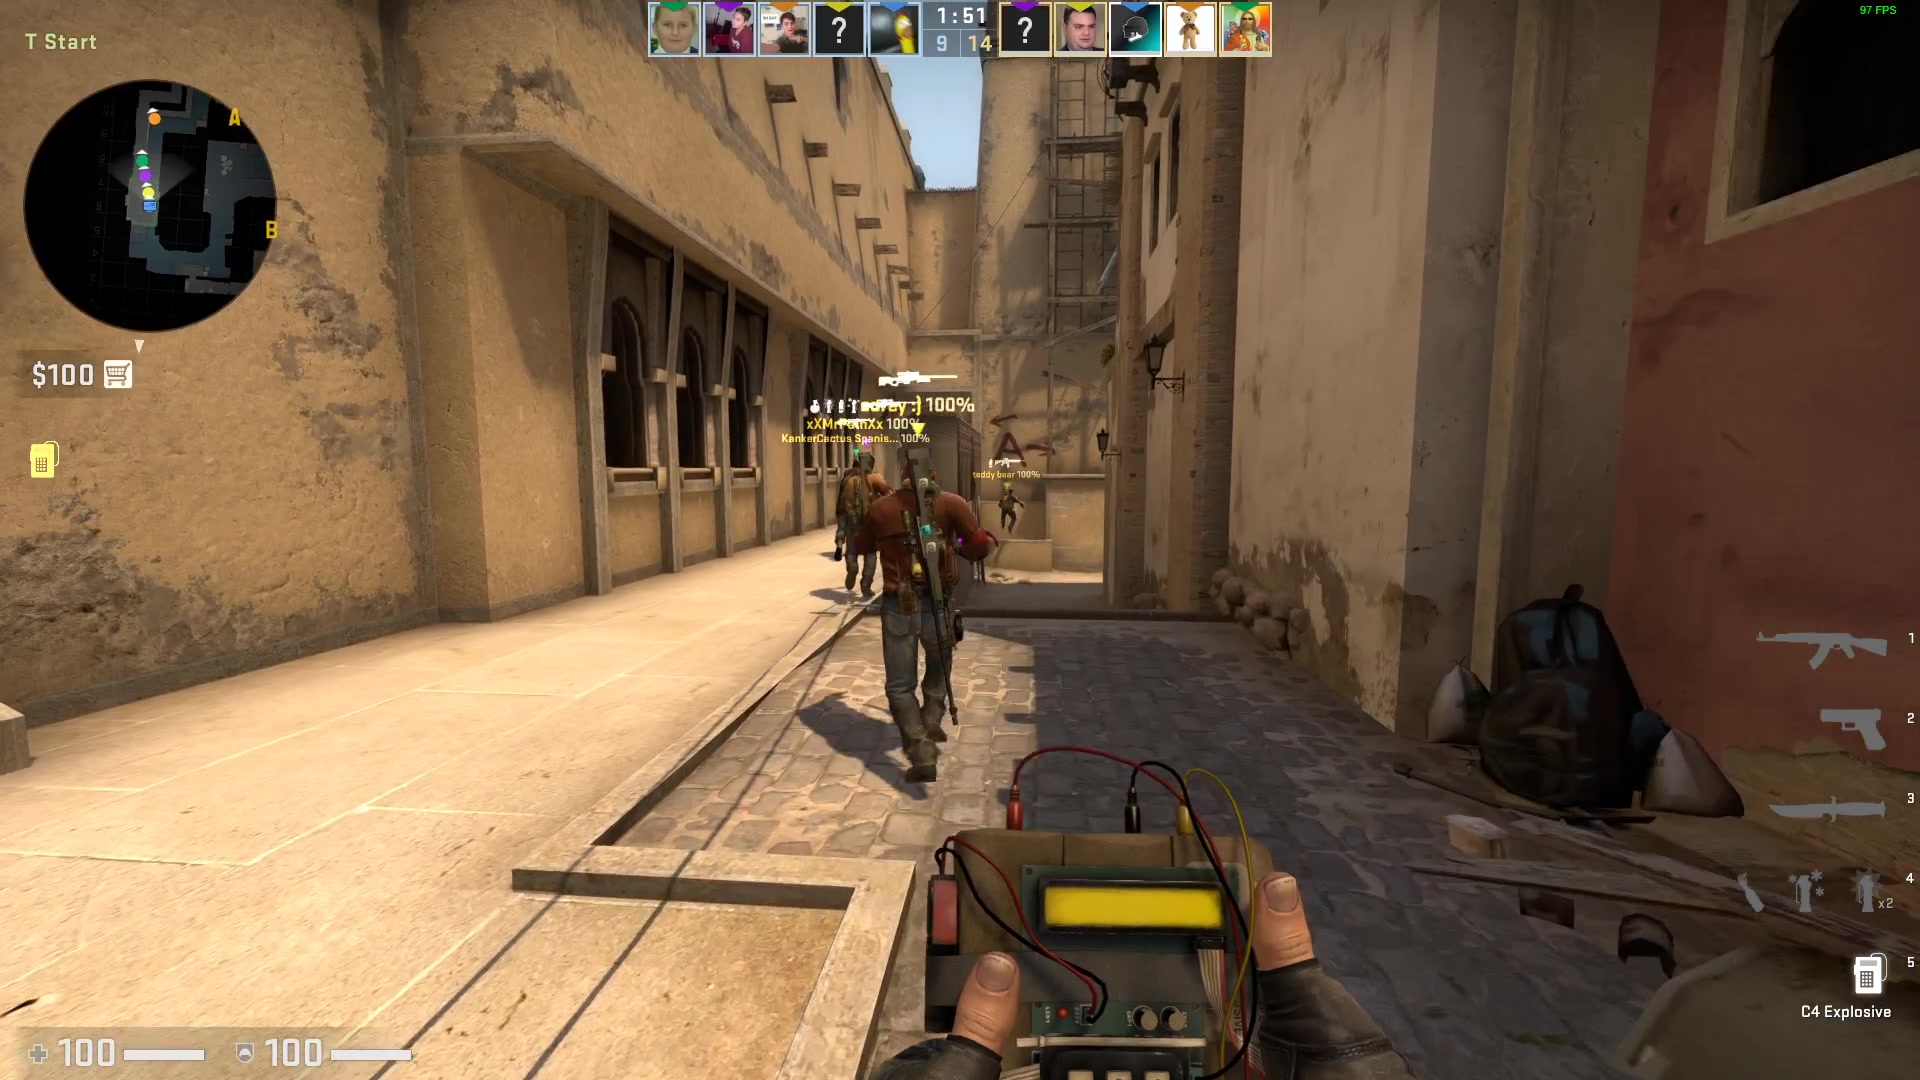 97 FPS
1:51
9 14
? ?
T Start
A
B
$100
100%
xXMrPainXx 100%
KankerCactus Spanis... 100%
teddy bear 100%
A
1
2
3
4
x2
5
C4 Explosive
100 100